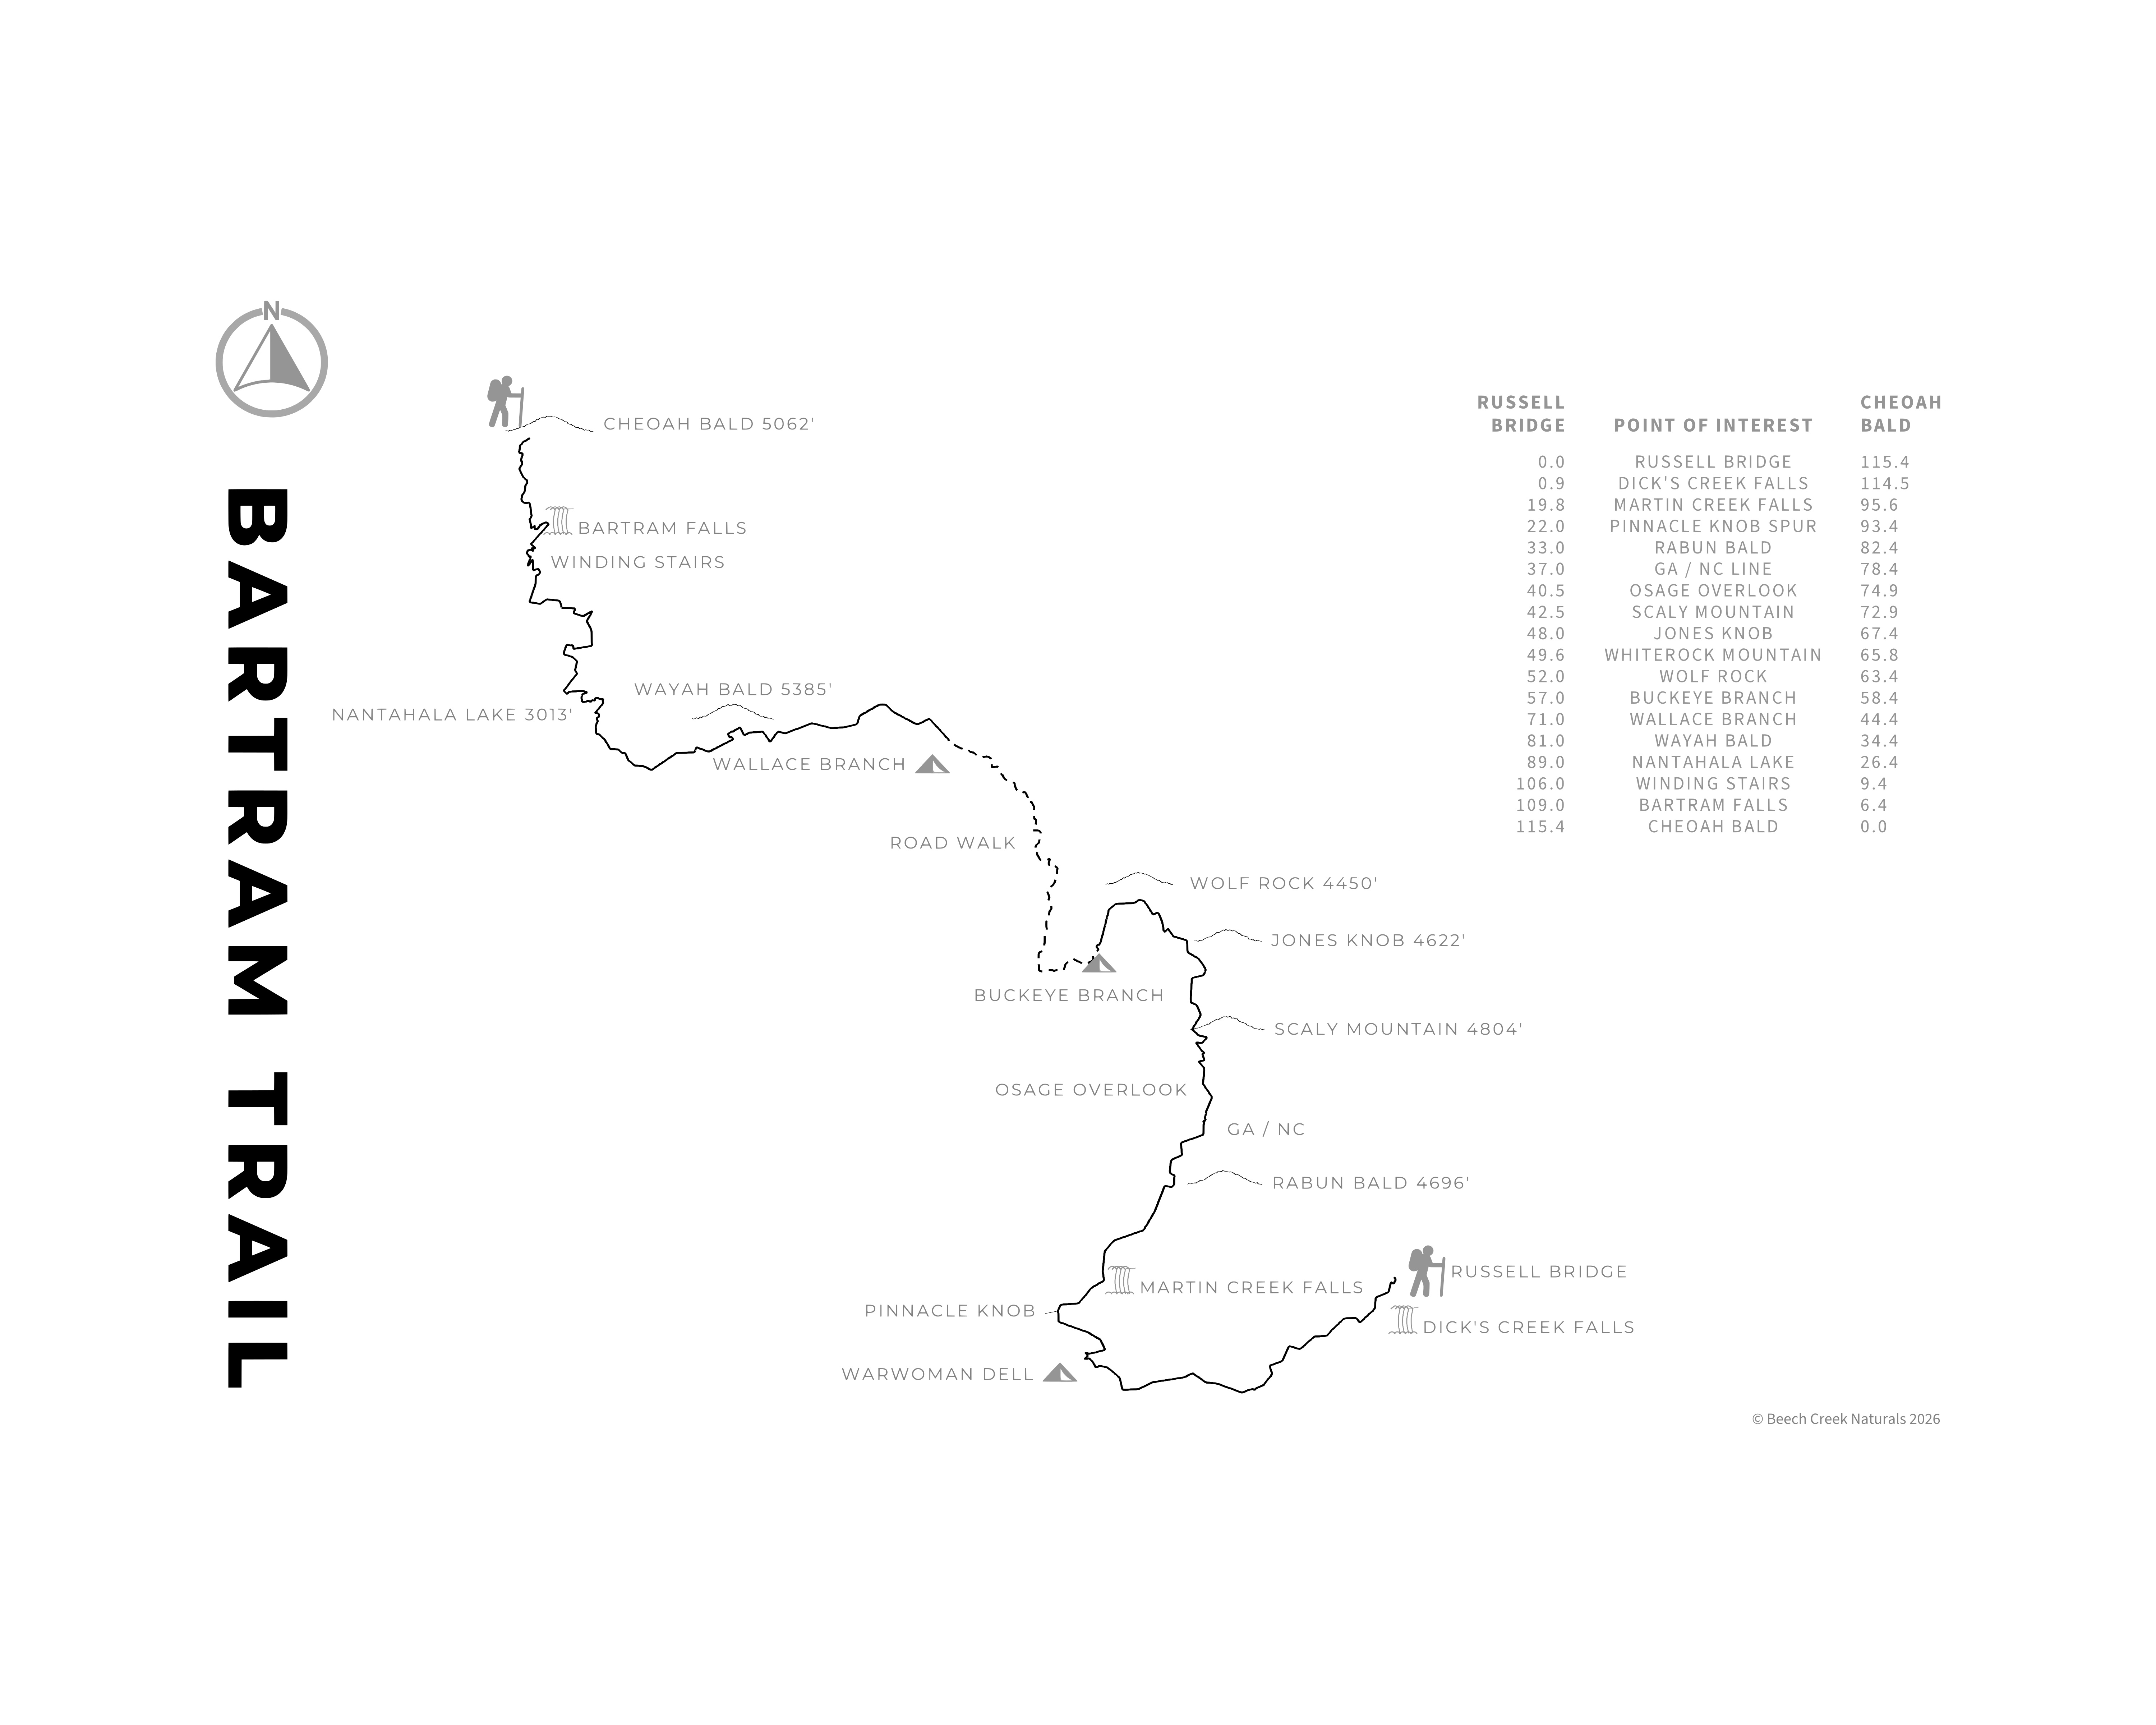 N
BARTRAM TRAIL
CHEOAH BALD 5062'
BARTRAM FALLS
WINDING STAIRS
WAYAH BALD 5385'
NANTAHALA LAKE 3013'
WALLACE BRANCH
ROAD WALK
WOLF ROCK 4450'
JONES KNOB 4622'
BUCKEYE BRANCH
SCALY MOUNTAIN 4804'
OSAGE OVERLOOK
GA / NC
RABUN BALD 4696'
RUSSELL BRIDGE
MARTIN CREEK FALLS
PINNACLE KNOB
DICK'S CREEK FALLS
WARWOMAN DELL
RUSSELL BRIDGE POINT OF INTEREST CHEOAH BALD
0.0 RUSSELL BRIDGE 115.4
0.9 DICK'S CREEK FALLS 114.5
19.8 MARTIN CREEK FALLS 95.6
22.0 PINNACLE KNOB SPUR 93.4
33.0 RABUN BALD 82.4
37.0 GA / NC LINE 78.4
40.5 OSAGE OVERLOOK 74.9
42.5 SCALY MOUNTAIN 72.9
48.0 JONES KNOB 67.4
49.6 WHITEROCK MOUNTAIN 65.8
52.0 WOLF ROCK 63.4
57.0 BUCKEYE BRANCH 58.4
71.0 WALLACE BRANCH 44.4
81.0 WAYAH BALD 34.4
89.0 NANTAHALA LAKE 26.4
106.0 WINDING STAIRS 9.4
109.0 BARTRAM FALLS 6.4
115.4 CHEOAH BALD 0.0
© Beech Creek Naturals 2026